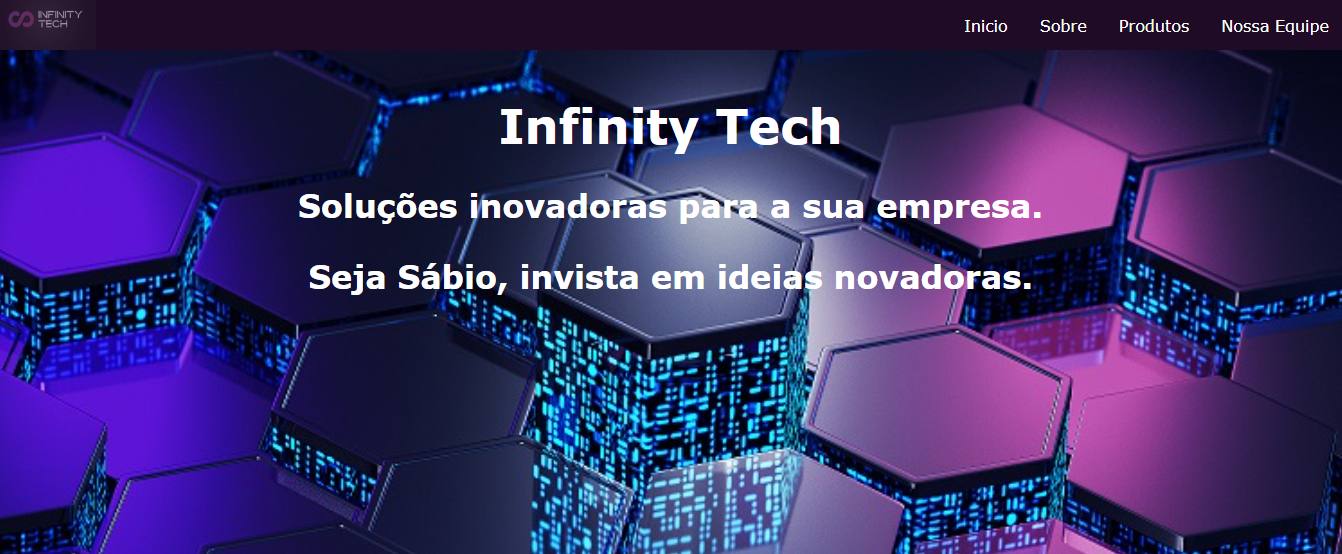 INFINITY
TECH
Inicio Sobre Produtos Nossa Equipe
Infinity Tech
Soluções inovadoras para a sua empresa.
Seja Sábio, invista em ideias novadoras.